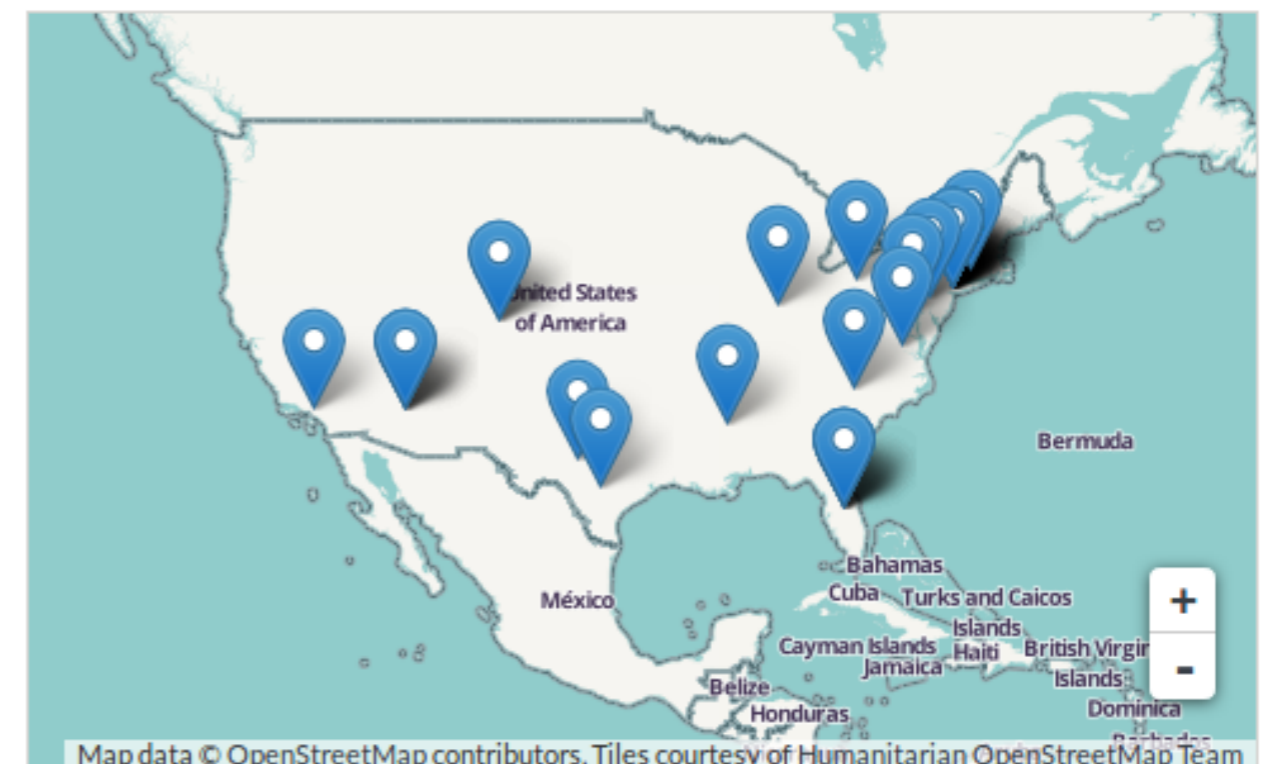 United States
of America
Bermuda
Bahamas
Cuba
Turks and Caicos
Islands
México
Cayman Islands
Haiti
British Virgin
Islands
Jamaica
Belize
Dominica
Honduras
Barbados
+
-
Map data © OpenStreetMap contributors. Tiles courtesy of Humanitarian OpenStreetMap Team